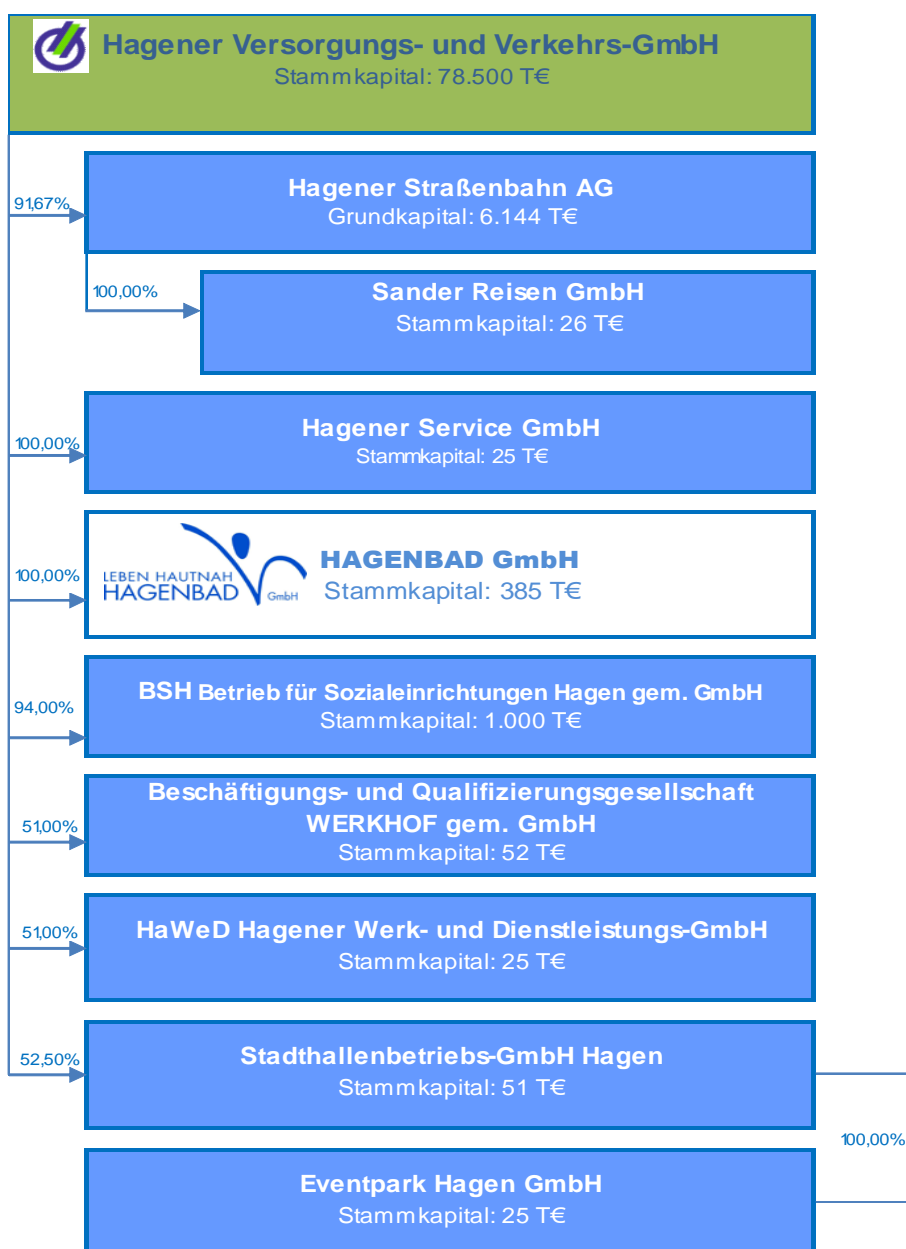 Hagener Versorgungs- und Verkehrs-GmbH
Stammkapital: 78.500 T€
91,67%
Hagener Straßenbahn AG
Grundkapital: 6.144 T€
100,00%
Sander Reisen GmbH
Stammkapital: 26 T€
100,00%
Hagener Service GmbH
Stammkapital: 25 T€
100,00%
LEBEN HAUTNAH
HAGENBAD GmbH
HAGENBAD GmbH
Stammkapital: 385 T€
94,00%
BSH Betrieb für Sozialeinrichtungen Hagen gem. GmbH
Stammkapital: 1.000 T€
51,00%
Beschäftigungs- und Qualifizierungsgesellschaft
WERKHOF gem. GmbH
Stammkapital: 52 T€
51,00%
HaWeD Hagener Werk- und Dienstleistungs-GmbH
Stammkapital: 25 T€
52,50%
Stadthallenbetriebs-GmbH Hagen
Stammkapital: 51 T€
100,00%
Eventpark Hagen GmbH
Stammkapital: 25 T€